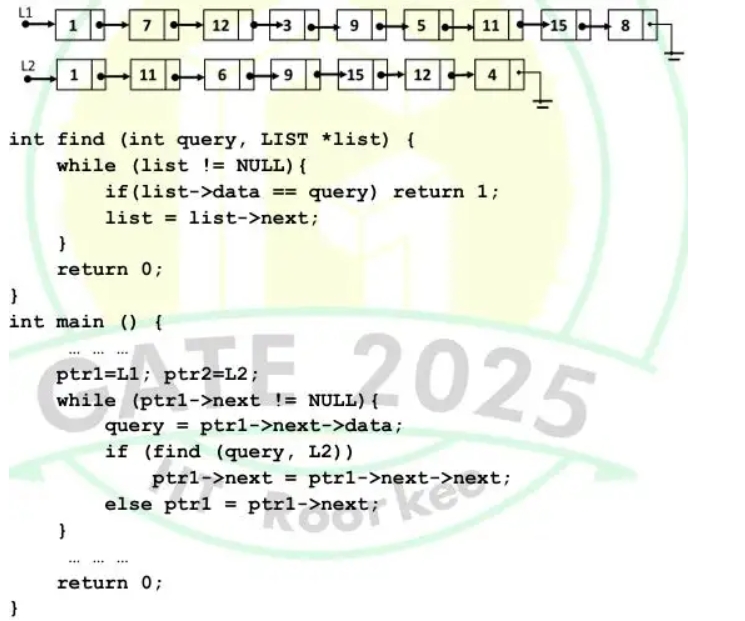 L1 1 7 12 3 9 5 11 15 8
L2 1 11 6 9 15 12 4
int find (int query, LIST *list) {
    while (list != NULL){
        if(list->data == query) return 1;
        list = list->next;
    }
    return 0;
}
int main () {
    … … …
    ptr1=L1; ptr2=L2;
    while (ptr1->next != NULL){
        query = ptr1->next->data;
        if (find (query, L2))
            ptr1->next = ptr1->next->next;
        else ptr1 = ptr1->next;
    }
    … … …
    return 0;
}
GATE 2025
IIT Roorkee